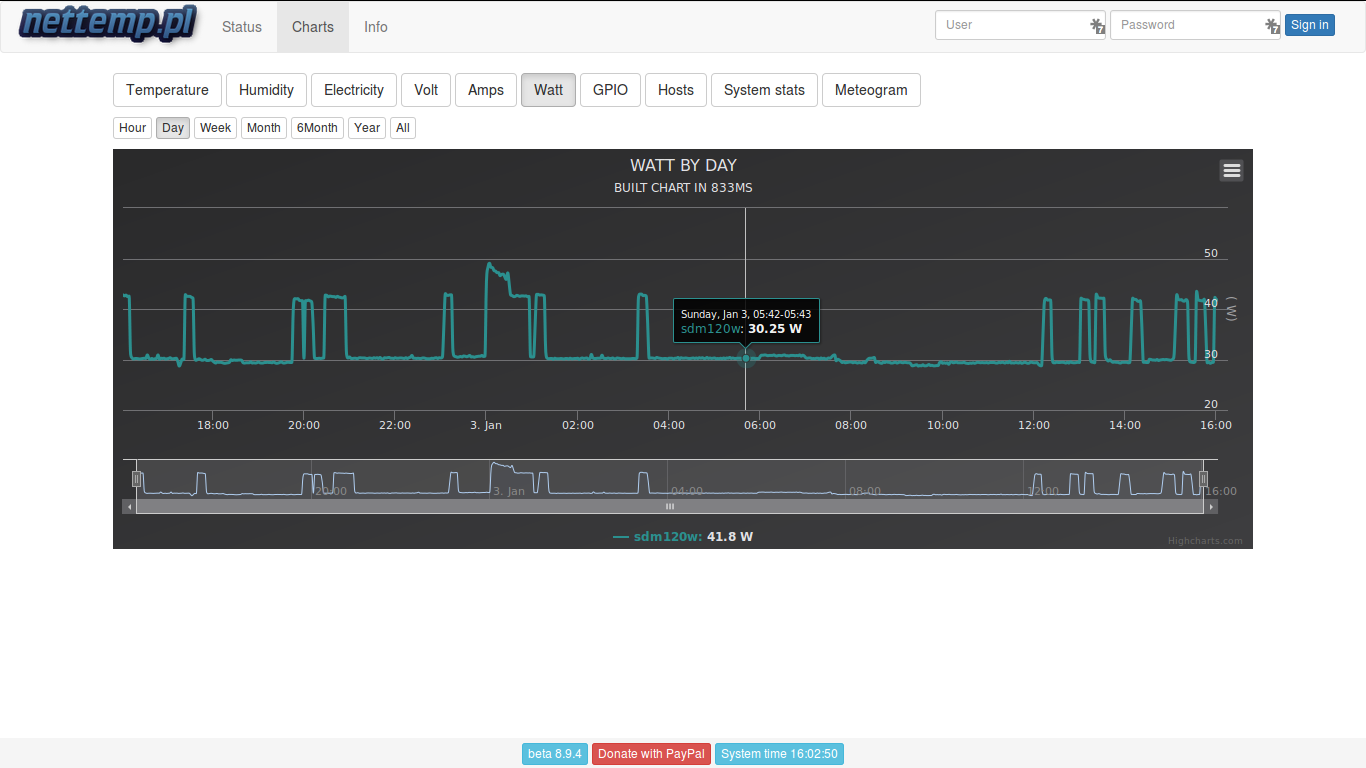 nettemp.pl Status Charts Info User Password Sign in
Temperature Humidity Electricity Volt Amps Watt GPIO Hosts System stats Meteogram
Hour Day Week Month 6Month Year All
WATT BY DAY
BUILT CHART IN 833MS
50
40
(W)
30
20
Sunday, Jan 3, 05:42-05:43
sdm120w: 30.25 W
18:00 20:00 22:00 3. Jan 02:00 04:00 06:00 08:00 10:00 12:00 14:00 16:00
20:00 3. Jan 04:00 08:00 12:00 16:00
sdm120w: 41.8 W
Highcharts.com
beta 8.9.4 Donate with PayPal System time 16:02:50